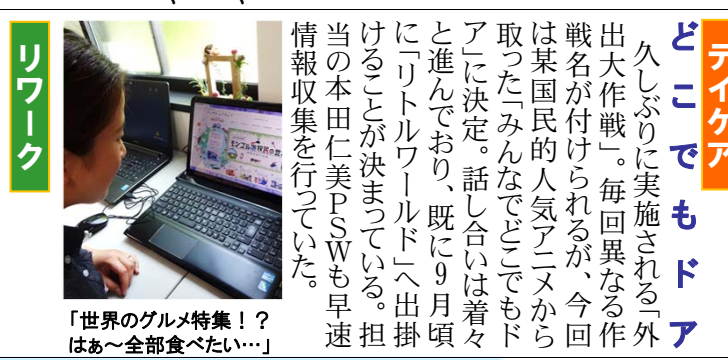 デイケア
どこでもドア
久しぶりに実施される「外
出大作戦」。毎回異なる作
戦名が付けられるが、今回
は某国民的人気アニメから
取った「みんなでどこでもド
ア」に決定。話し合いは着々
と進んでおり、既に9月頃
に「リトルワールド」へ出掛
けることが決まっている。担
当の本田仁美PSWも早速
情報収集を行っていた。
「世界のグルメ特集！？
はぁ～全部食べたい…」
リワーク